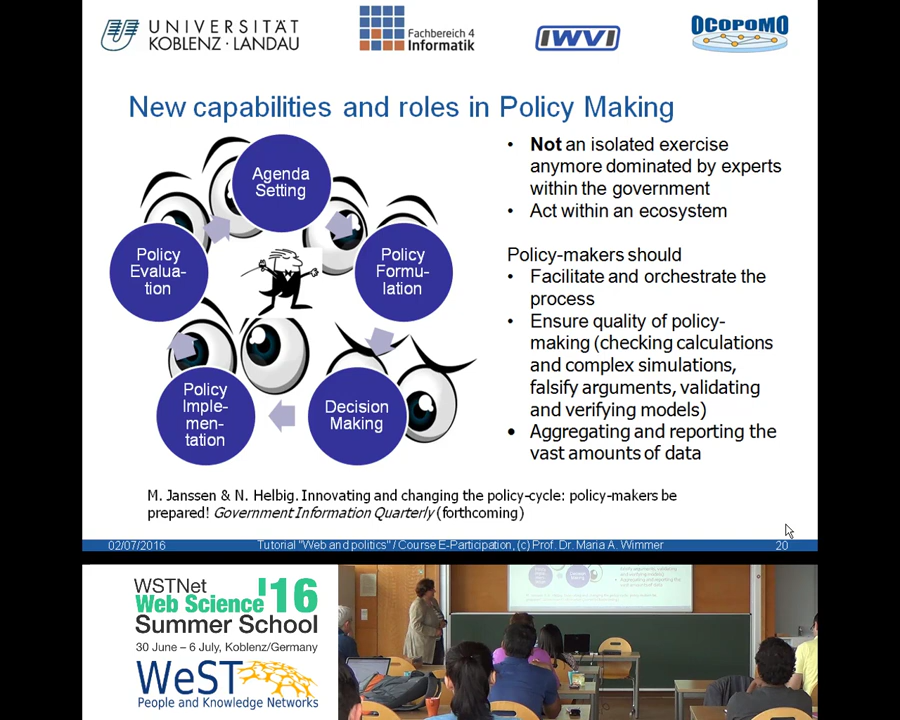 UNIVERSITÄT
KOBLENZ · LANDAU
Fachbereich 4
Informatik
IWVI
OCOPOMO
New capabilities and roles in Policy Making
Agenda
Setting
Policy
Formu-
lation
Decision
Making
Policy
Imple-
men-
tation
Policy
Evalua-
tion
• Not an isolated exercise
anymore dominated by experts
within the government
• Act within an ecosystem
Policy-makers should
• Facilitate and orchestrate the
process
• Ensure quality of policy-
making (checking calculations
and complex simulations,
falsify arguments, validating
and verifying models)
• Aggregating and reporting the
vast amounts of data
M. Janssen & N. Helbig. Innovating and changing the policy-cycle: policy-makers be
prepared! Government Information Quarterly (forthcoming)
02/07/2016 Tutorial "Web and politics" / Course E-Participation, (c) Prof. Dr. Maria A. Wimmer 20
WSTNet
Web Science '16
Summer School
30 June – 6 July, Koblenz/Germany
WeST
People and Knowledge Networks